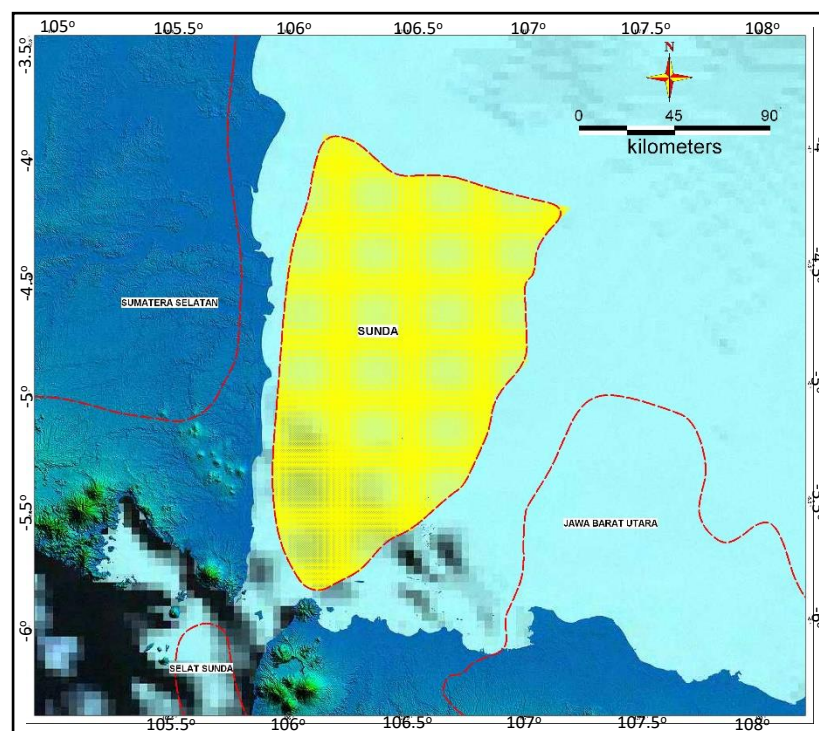 105° 105.5° 106° 106.5° 107° 107.5° 108°
-3.5°
-4°
-4.5°
-5°
-5.5°
-6°
N
0 45 90
kilometers
SUMATERA SELATAN
SUNDA
JAWA BARAT UTARA
SELAT SUNDA
105.5° 106° 106.5° 107° 107.5° 108°